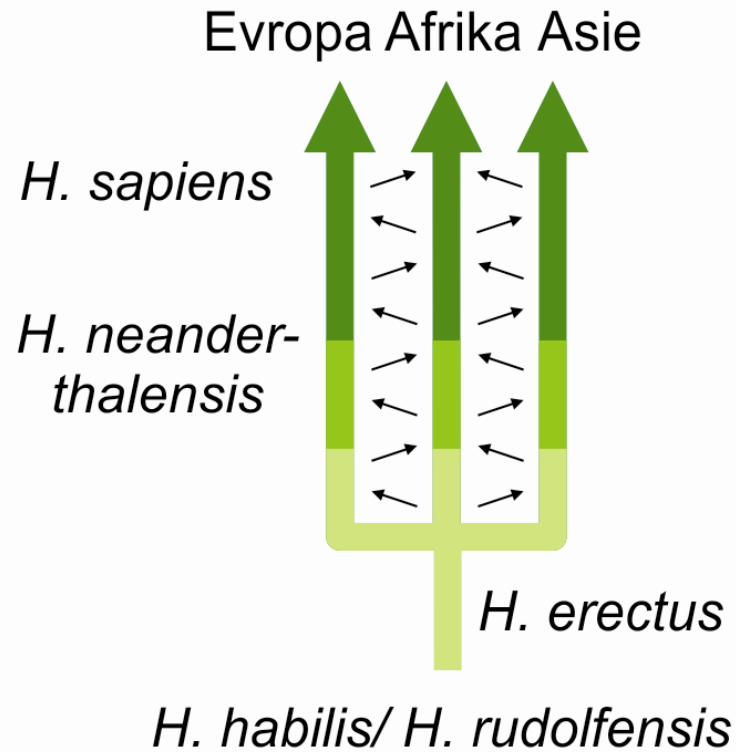 Evropa Afrika Asie
H. sapiens
H. neander-
thalensis
H. erectus
H. habilis/ H. rudolfensis